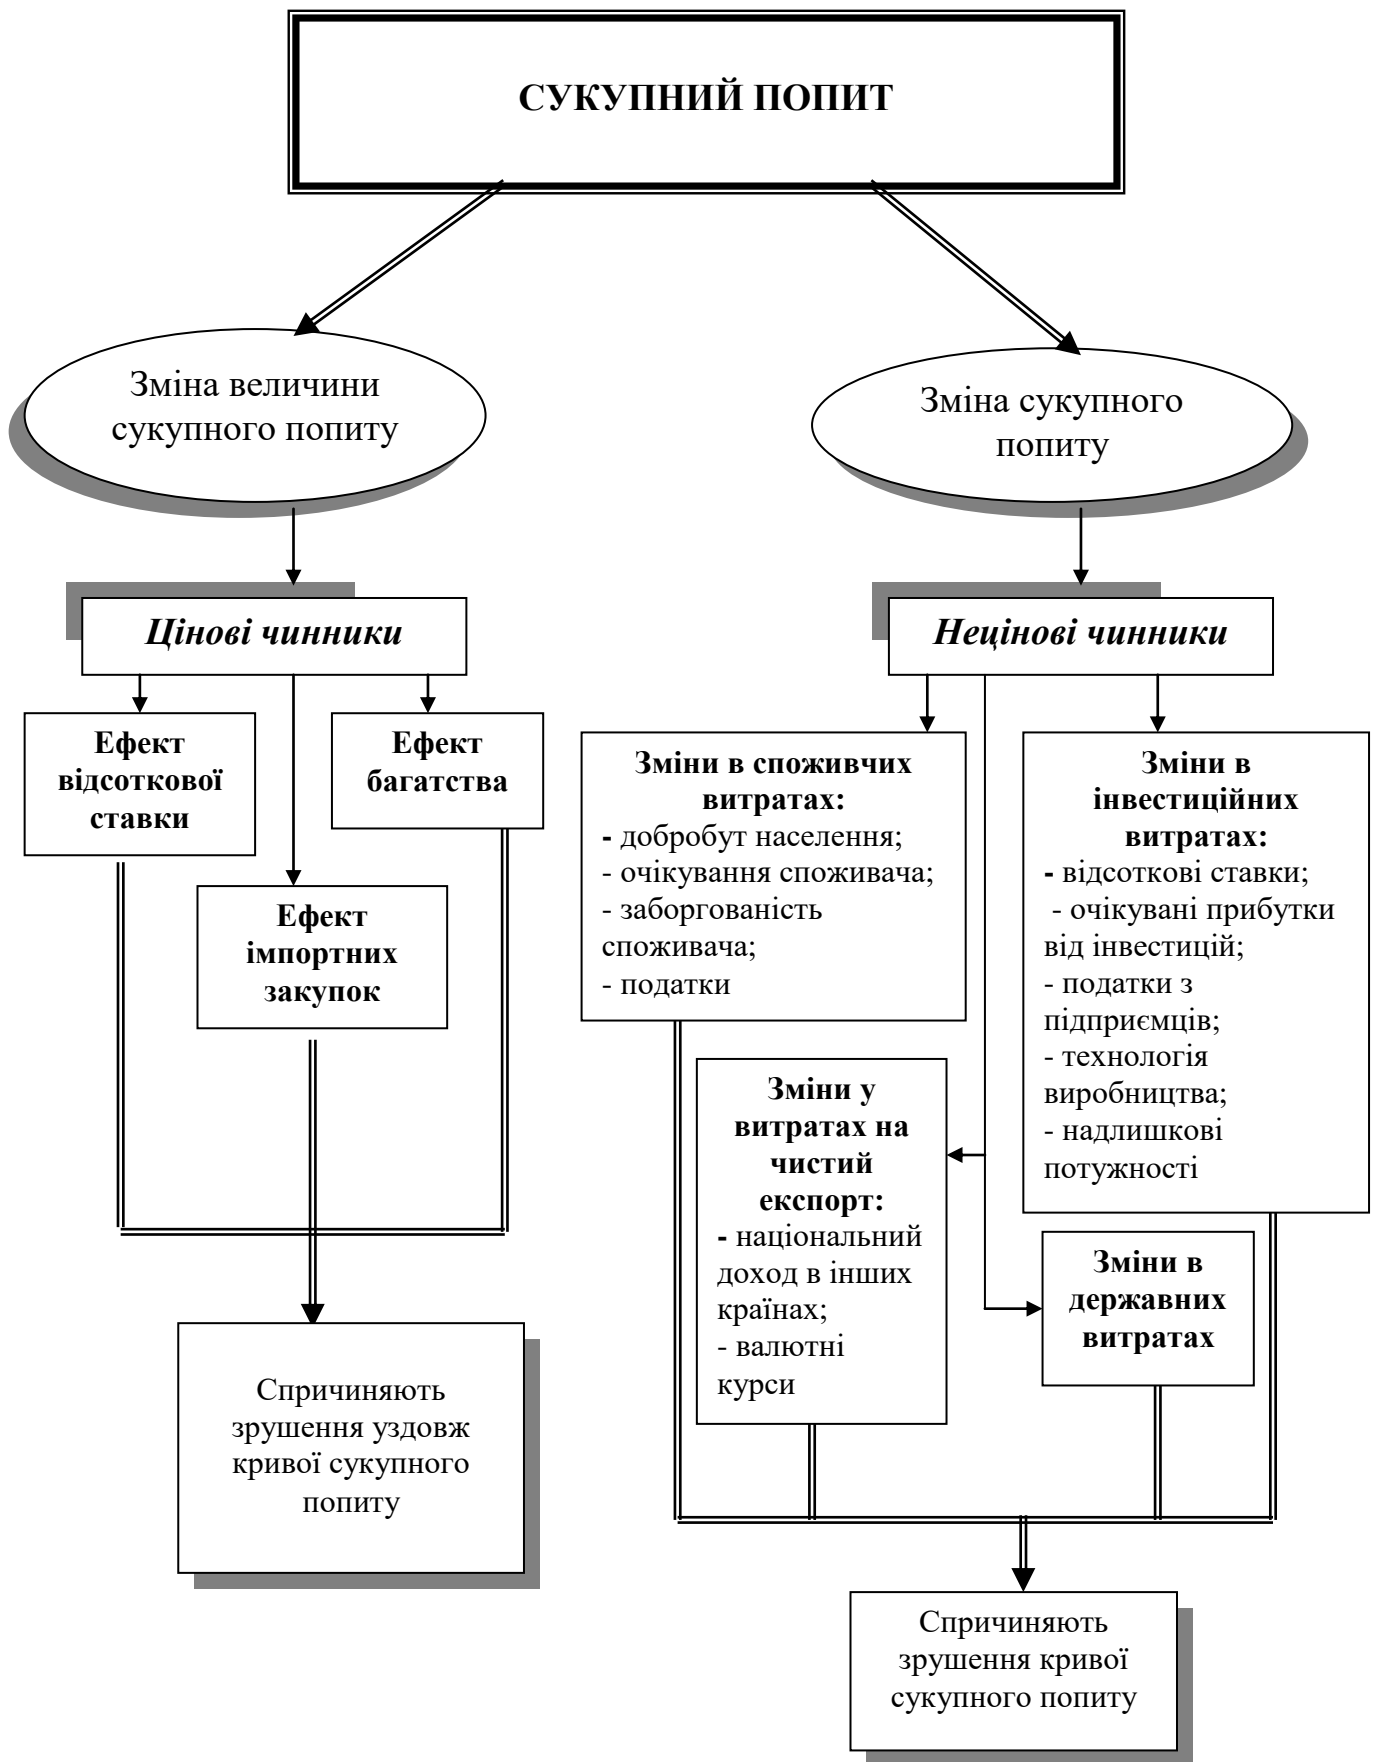 СУКУПНИЙ ПОПИТ
Зміна величини
сукупного попиту
Зміна сукупного
попиту
Цінові чинники
Нецінові чинники
Ефект
відсоткової
ставки
Ефект
багатства
Ефект
імпортних
закупок
Зміни в споживчих
витратах:
- добробут населення;
- очікування споживача;
- заборгованість
споживача;
- податки
Зміни в
інвестиційних
витратах:
- відсоткові ставки;
- очікувані прибутки
від інвестицій;
- податки з
підприємців;
- технологія
виробництва;
- надлишкові
потужності
Зміни у
витратах на
чистий
експорт:
- національний
доход в інших
країнах;
- валютні
курси
Зміни в
державних
витратах
Спричиняють
зрушення уздовж
кривої сукупного
попиту
Спричиняють
зрушення кривої
сукупного попиту